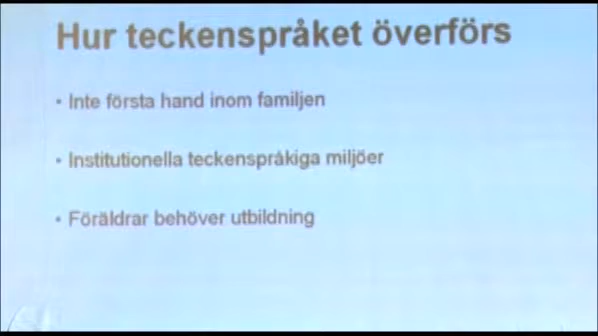 Hur teckenspråket överförs
• Inte första hand inom familjen
• Institutionella teckenspråkiga miljöer
• Föräldrar behöver utbildning